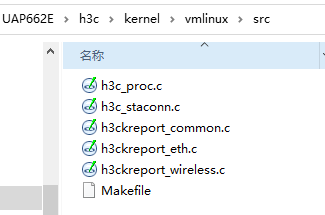 UAP662E > h3c > kernel > vmlinux > src
名称
h3c_proc.c
h3c_staconn.c
h3ckreport_common.c
h3ckreport_eth.c
h3ckreport_wireless.c
Makefile